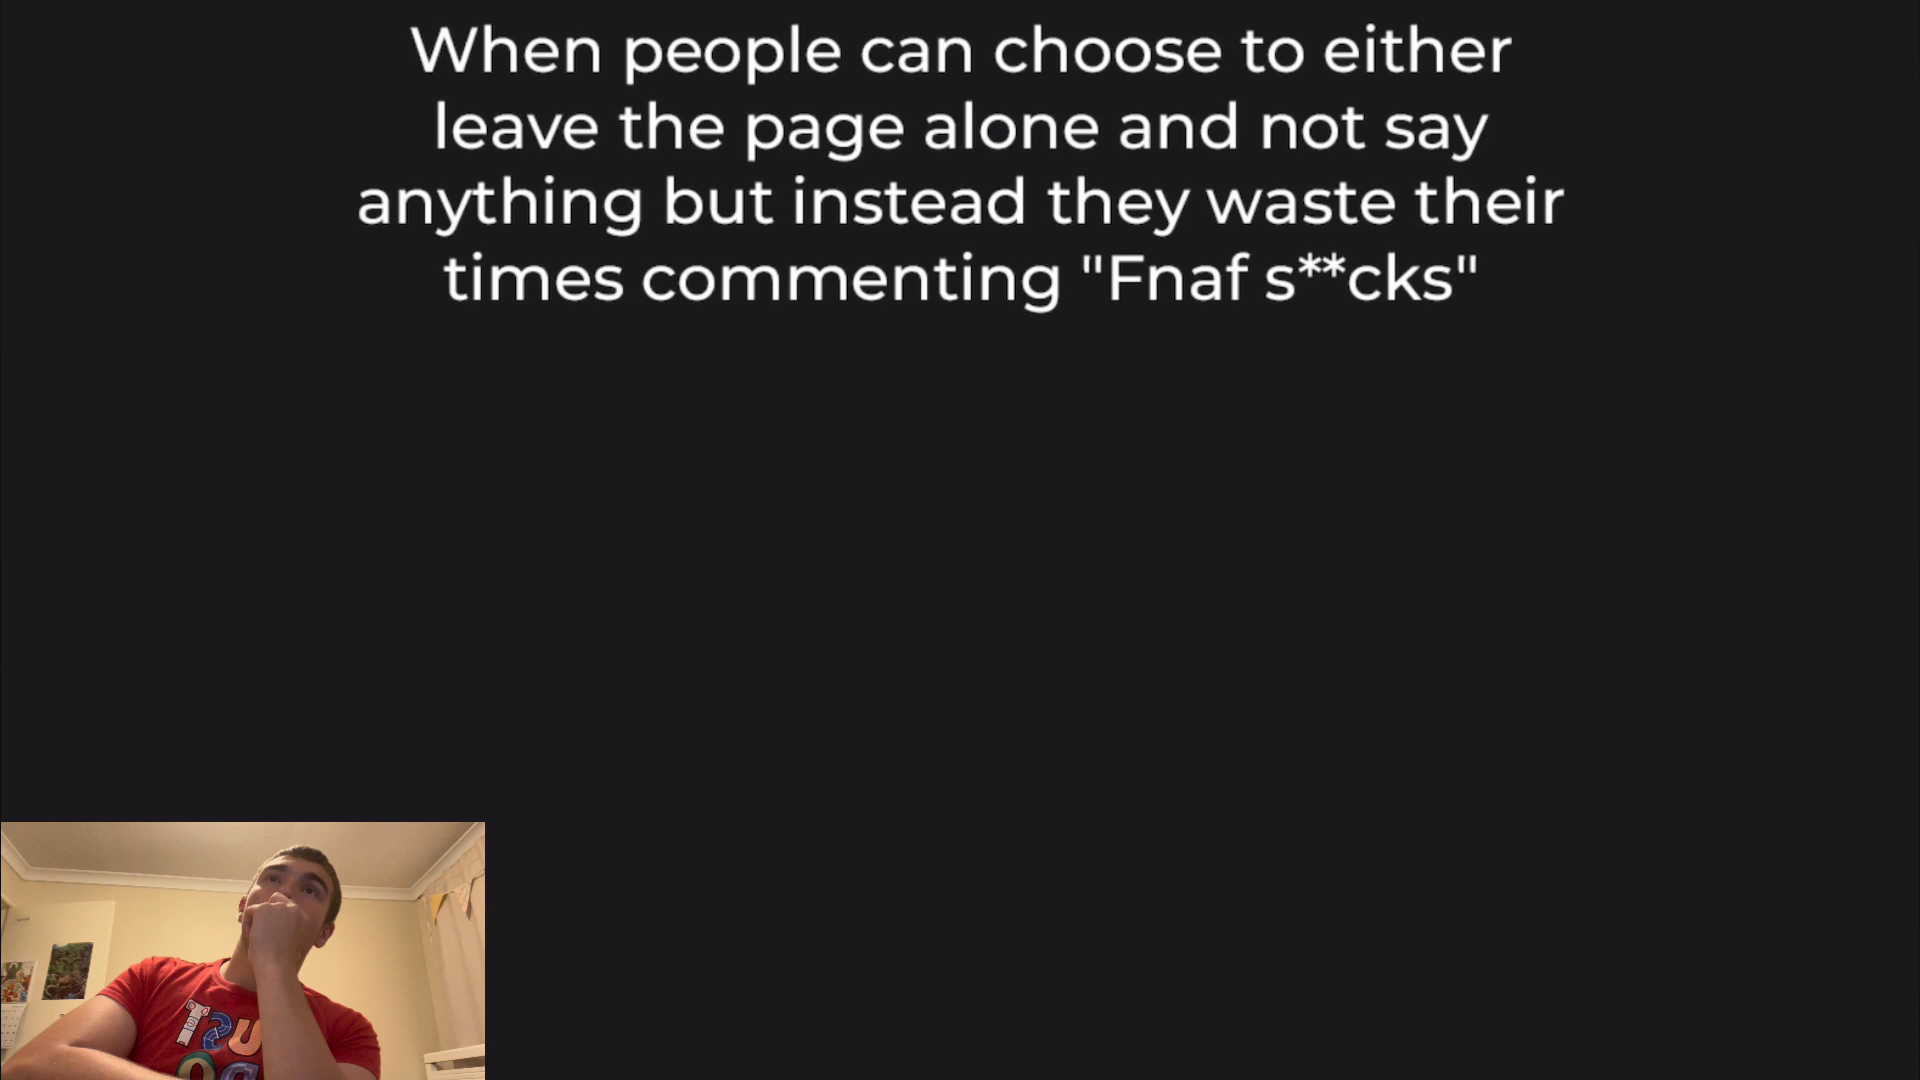 When people can choose to either
leave the page alone and not say
anything but instead they waste their
times commenting "Fnaf s**cks"